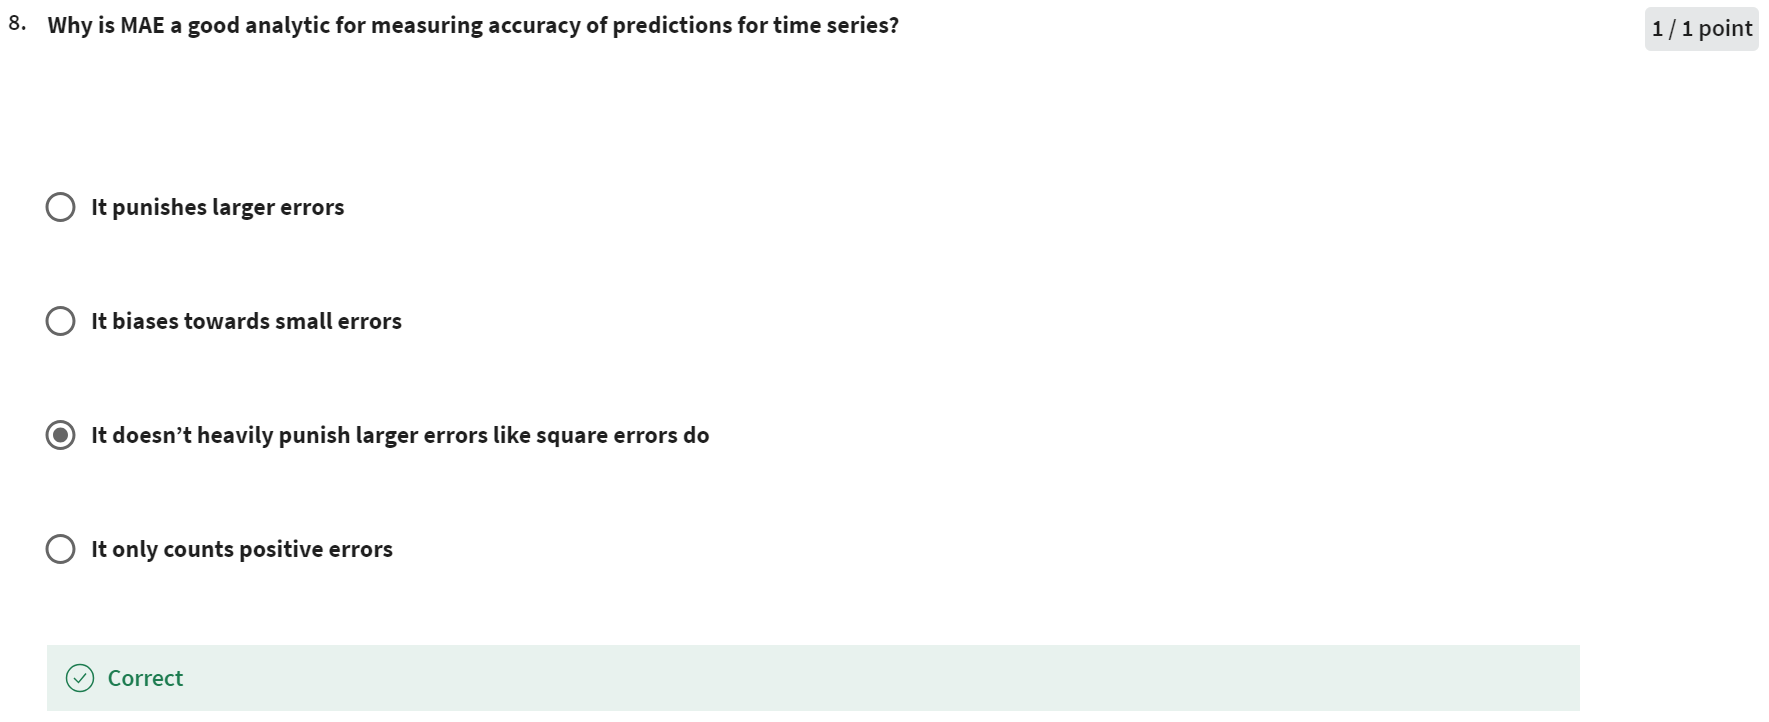 8. Why is MAE a good analytic for measuring accuracy of predictions for time series?
1 / 1 point
It punishes larger errors
It biases towards small errors
It doesn’t heavily punish larger errors like square errors do
It only counts positive errors
Correct